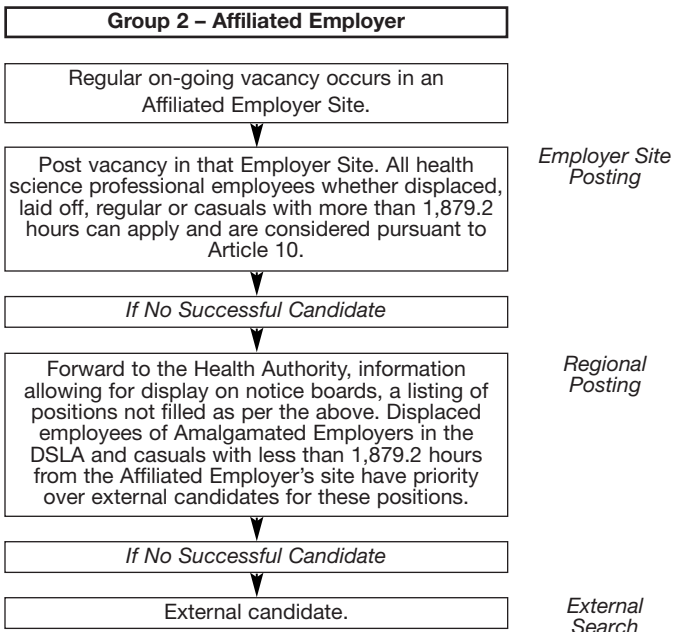 Group 2 – Affiliated Employer
Regular on-going vacancy occurs in an
Affiliated Employer Site.
Post vacancy in that Employer Site. All health
science professional employees whether displaced,
laid off, regular or casuals with more than 1,879.2
hours can apply and are considered pursuant to
Article 10.
Employer Site
Posting
If No Successful Candidate
Forward to the Health Authority, information
allowing for display on notice boards, a listing of
positions not filled as per the above. Displaced
employees of Amalgamated Employers in the
DSLA and casuals with less than 1,879.2 hours
from the Affiliated Employer’s site have priority
over external candidates for these positions.
Regional
Posting
If No Successful Candidate
External candidate.
External
Search